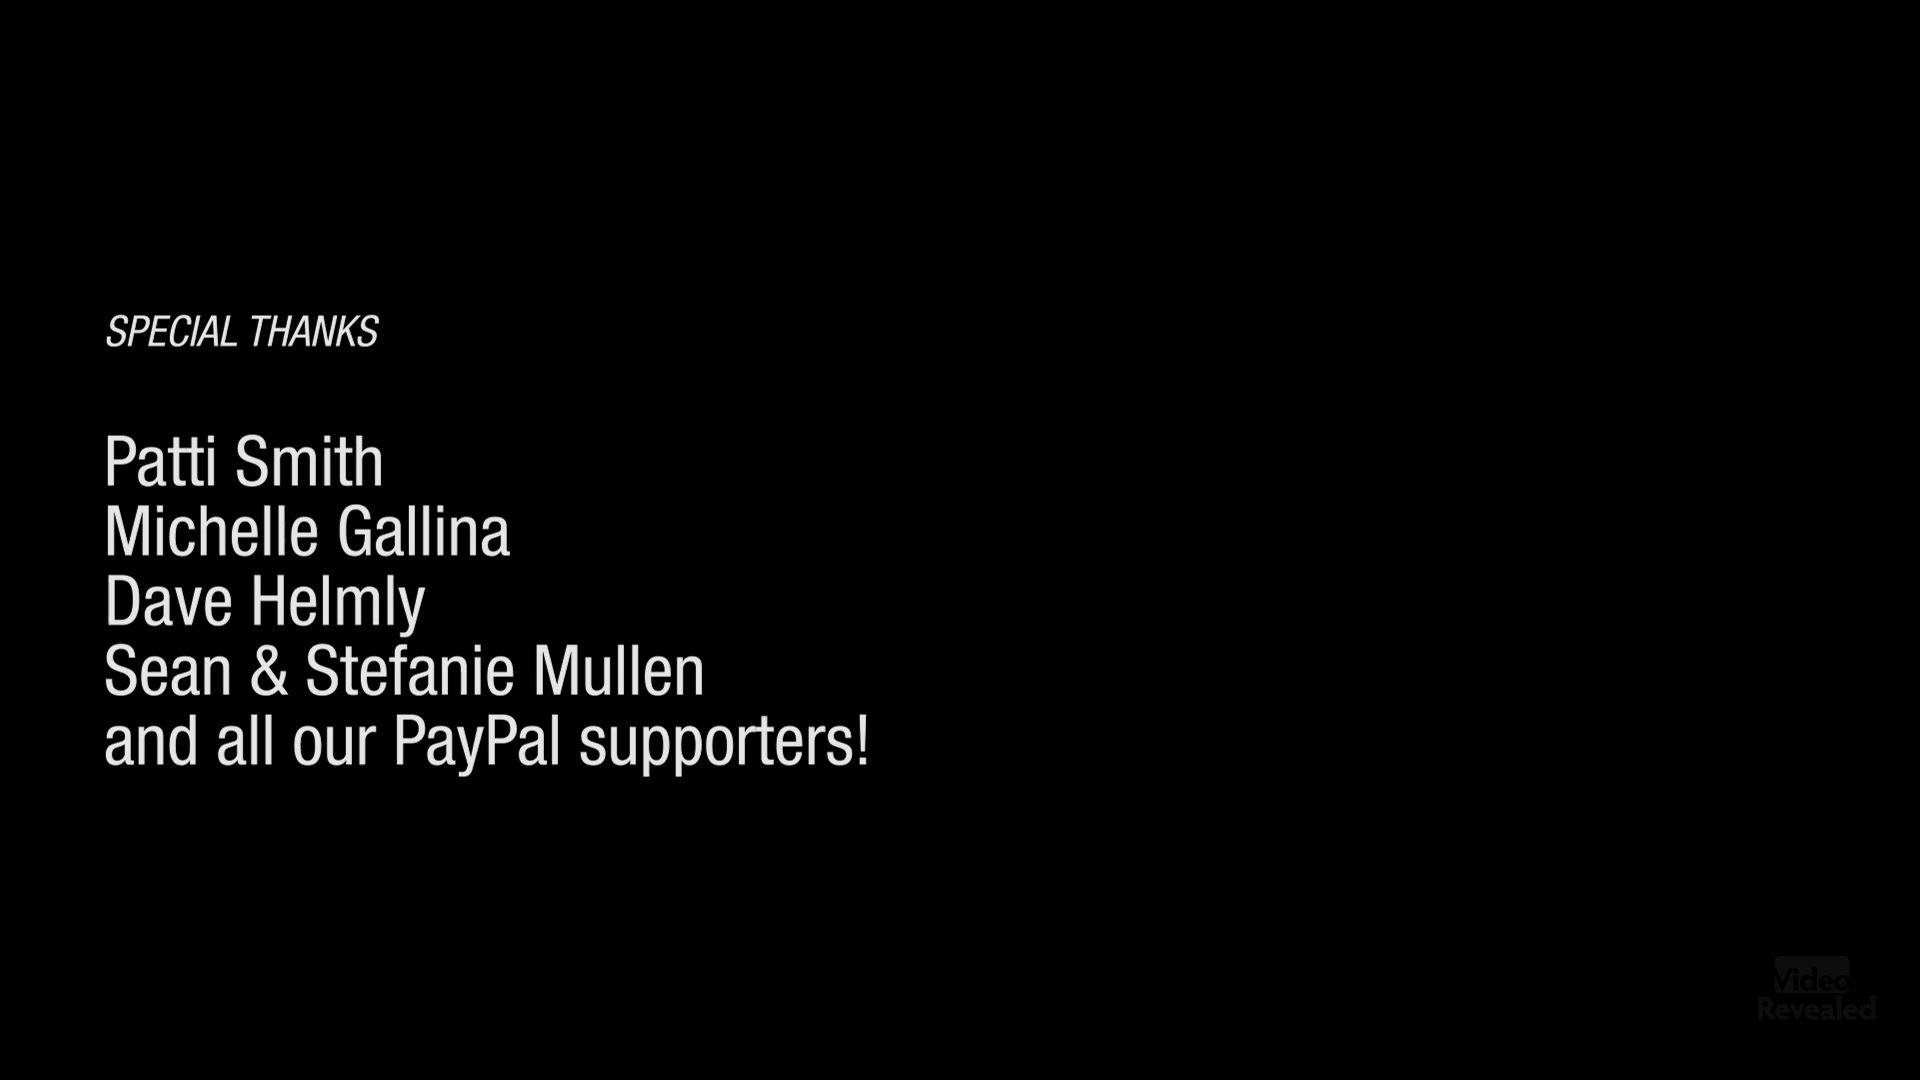 SPECIAL THANKS
Patti Smith
Michelle Gallina
Dave Helmly
Sean & Stefanie Mullen
and all our PayPal supporters!
Video
Revealed